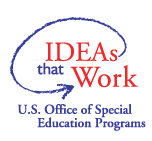 IDEAs
that Work
U.S. Office of Special
Education Programs